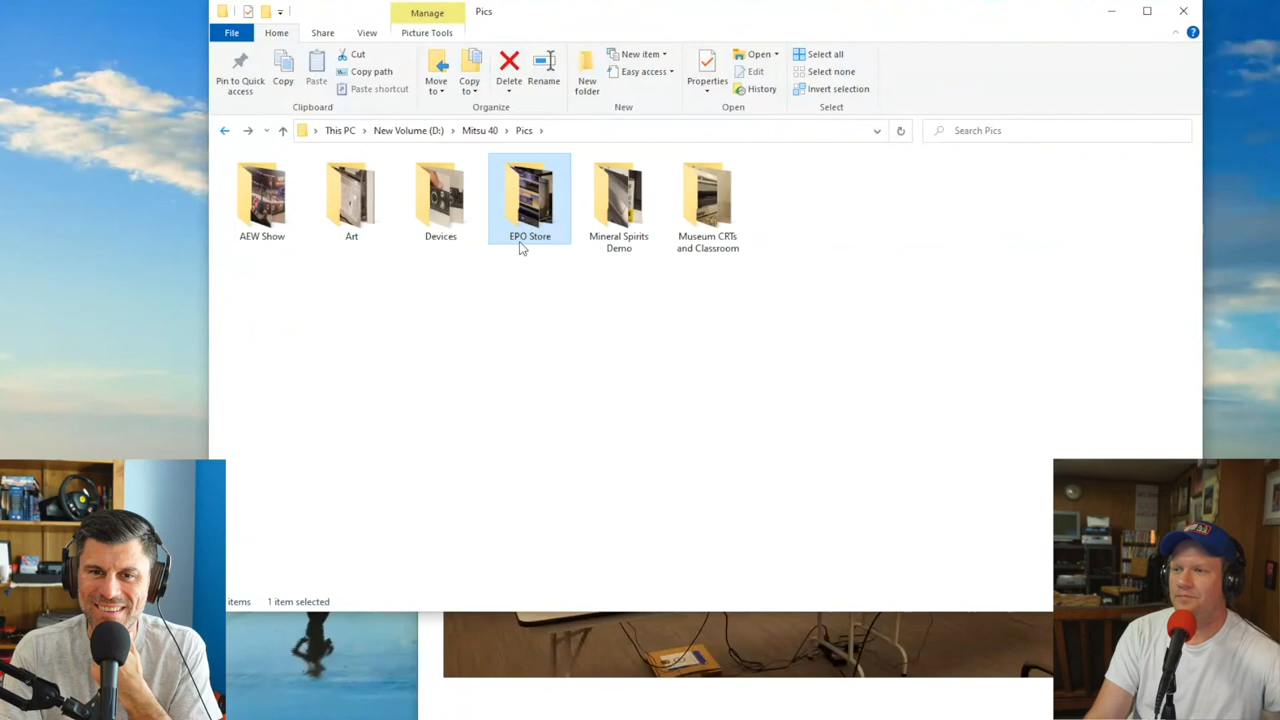 Manage
Pics
File
Home
Share
View
Picture Tools
Pin to Quick
access
Copy
Paste
Cut
Copy path
Paste shortcut
Clipboard
Move
to
Copy
to
Delete
Rename
Organize
New
folder
New item
Easy access
New
Properties
Open
Edit
History
Open
Select all
Select none
Invert selection
Select
This PC
New Volume (D:)
Mitsu 40
Pics
Search Pics
AEW Show
Art
Devices
EPO Store
Mineral Spirits
Demo
Museum CRTs
and Classroom
items
1 item selected